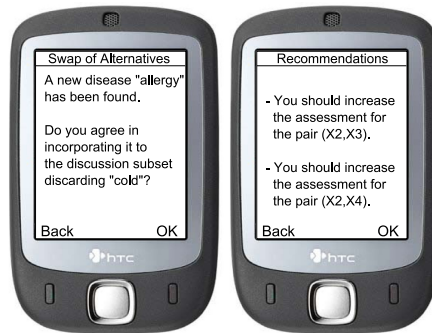 Swap of Alternatives
A new disease "allergy"
has been found.
Do you agree in
incorporating it to
the discussion subset
discarding "cold"?
Back OK
hTC
Recommendations
- You should increase
the assessment for
the pair (X2,X3).
- You should increase
the assessment for
the pair (X2,X4).
Back OK
hTC